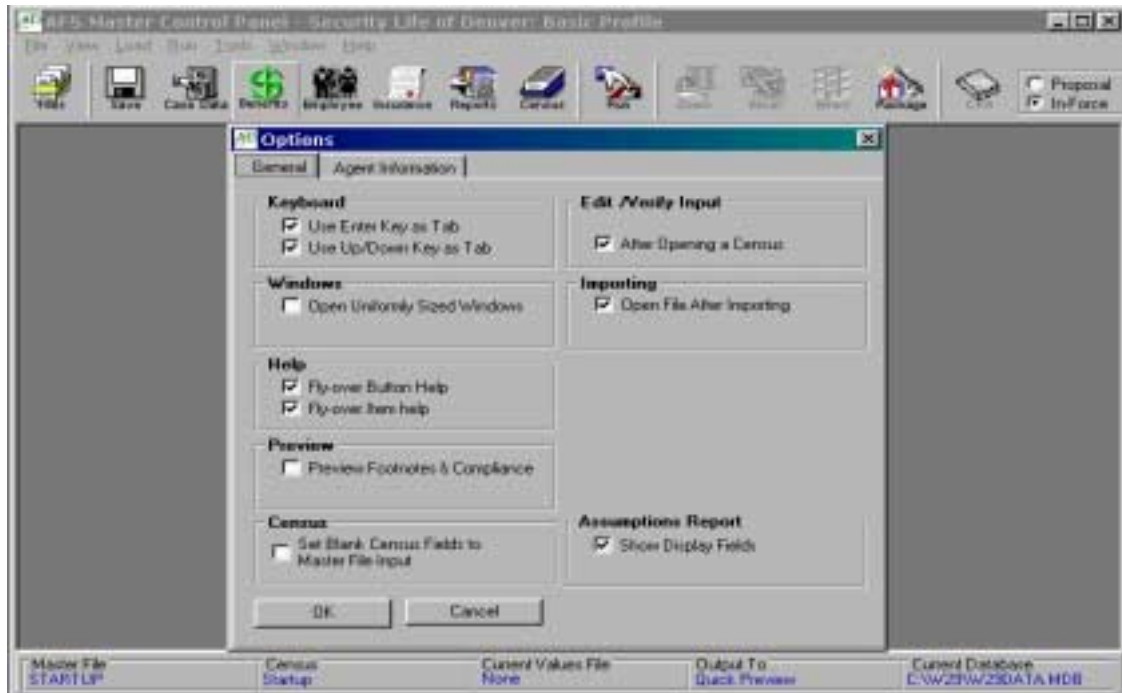 AFS Master Control Panel - Security Life of Denver: Basic Profile
File View Load Run Tools Window Help
Save Case Data Benefits Employee Insurance Reports Census Run Package
Proposal
In-Force
Options
General Agent Information
Keyboard
Use Enter Key as Tab
Use Up/Down Key as Tab
Edit /Verify Input
After Opening a Census
Windows
Open Uniformly Sized Windows
Importing
Open File After Importing
Help
Fly-over Button Help
Fly-over Item help
Preview
Preview Footnotes & Compliance
Census
Set Blank Census Fields to
Master File Input
Assumptions Report
Show Display Fields
OK Cancel
Master File Census Current Values File Output To Current Database
STARTUP Startup None Quick Preview C:\W29\W29DATA.MDB